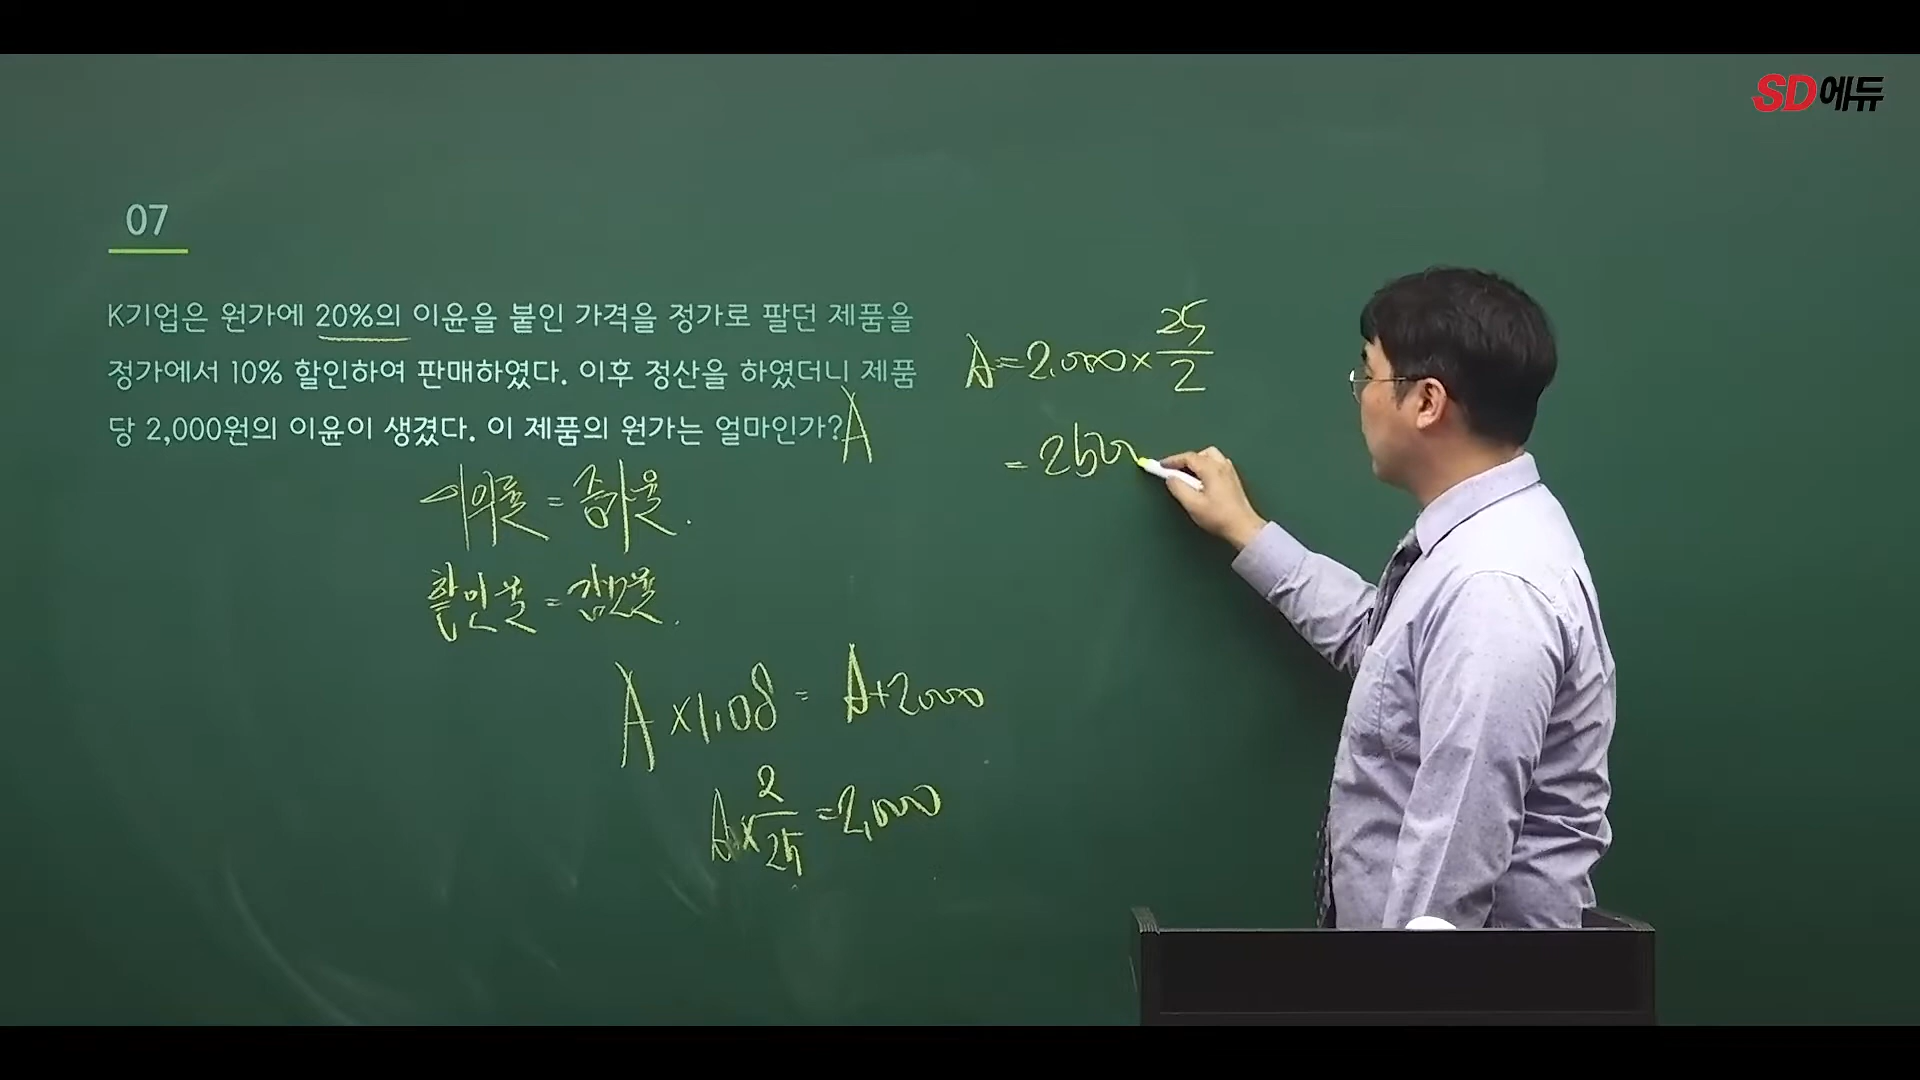 SD에듀
07
K기업은 원가에 20%의 이윤을 붙인 가격을 정가로 팔던 제품을
정가에서 10% 할인하여 판매하였다. 이후 정산을 하였더니 제품
당 2,000원의 이윤이 생겼다. 이 제품의 원가는 얼마인가? A
이익률 = 증가율.
할인율 = 감소율.
A×1.08 = A+2000
A×2/25 = 2,000
A=2,000×25/2
= 2500